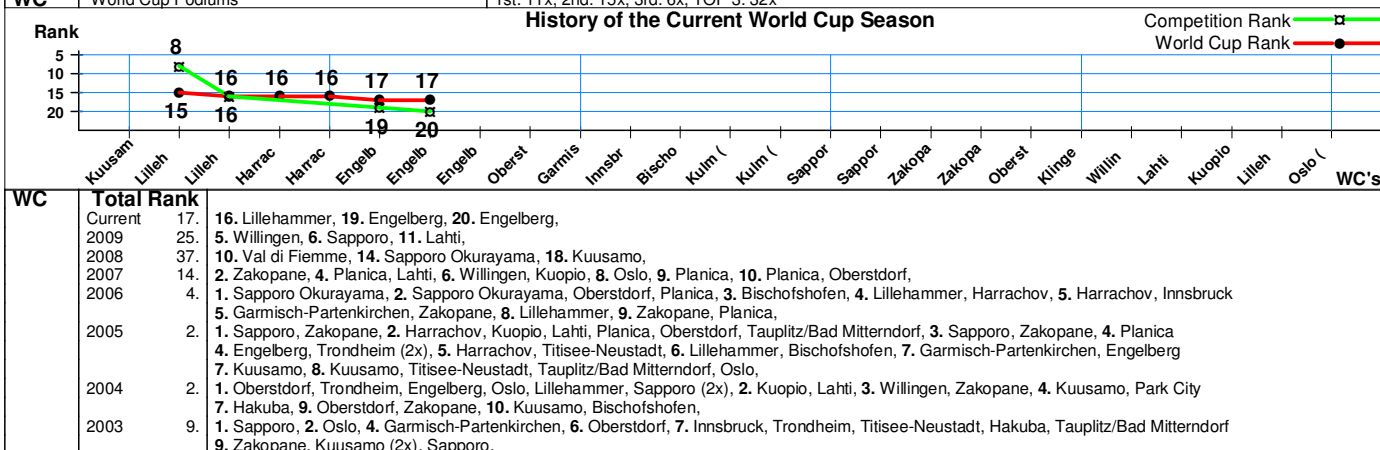 WC World Cup Podiums 1st: 11x, 2nd: 15x, 3rd: 6x, TOP 3: 32x
History of the Current World Cup Season
Competition Rank
World Cup Rank
Rank
5
10
15
20
8
16 16 16 17 17
15 16 19 20
Kuusam Lilleh Lilleh Harrac Harrac Engelb Engelb Engelb Oberst Garmis Innsbr Bischo Kulm ( Kulm ( Sappor Sappor Zakopa Zakopa Oberst Klinge Willin Lahti Kuopio Lilleh Oslo ( WC's
WC Total Rank
Current 17. 16. Lillehammer, 19. Engelberg, 20. Engelberg,
2009 25. 5. Willingen, 6. Sapporo, 11. Lahti,
2008 37. 10. Val di Fiemme, 14. Sapporo Okurayama, 18. Kuusamo,
2007 14. 2. Zakopane, 4. Planica, Lahti, 6. Willingen, Kuopio, 8. Oslo, 9. Planica, 10. Planica, Oberstdorf,
2006 4. 1. Sapporo Okurayama, 2. Sapporo Okurayama, Oberstdorf, Planica, 3. Bischofshofen, 4. Lillehammer, Harrachov, 5. Harrachov, Innsbruck
5. Garmisch-Partenkirchen, Zakopane, 8. Lillehammer, 9. Zakopane, Planica,
2005 2. 1. Sapporo, Zakopane, 2. Harrachov, Kuopio, Lahti, Planica, Oberstdorf, Tauplitz/Bad Mitterndorf, 3. Sapporo, Zakopane, 4. Planica
4. Engelberg, Trondheim (2x), 5. Harrachov, Titisee-Neustadt, 6. Lillehammer, Bischofshofen, 7. Garmisch-Partenkirchen, Engelberg
7. Kuusamo, 8. Kuusamo, Titisee-Neustadt, Tauplitz/Bad Mitterndorf, Oslo,
2004 2. 1. Oberstdorf, Trondheim, Engelberg, Oslo, Lillehammer, Sapporo (2x), 2. Kuopio, Lahti, 3. Willingen, Zakopane, 4. Kuusamo, Park City
7. Hakuba, 9. Oberstdorf, Zakopane, 10. Kuusamo, Bischofshofen,
2003 9. 1. Sapporo, 2. Oslo, 4. Garmisch-Partenkirchen, 6. Oberstdorf, 7. Innsbruck, Trondheim, Titisee-Neustadt, Hakuba, Tauplitz/Bad Mitterndorf
9. Zakopane, Kuusamo (2x), Sapporo,